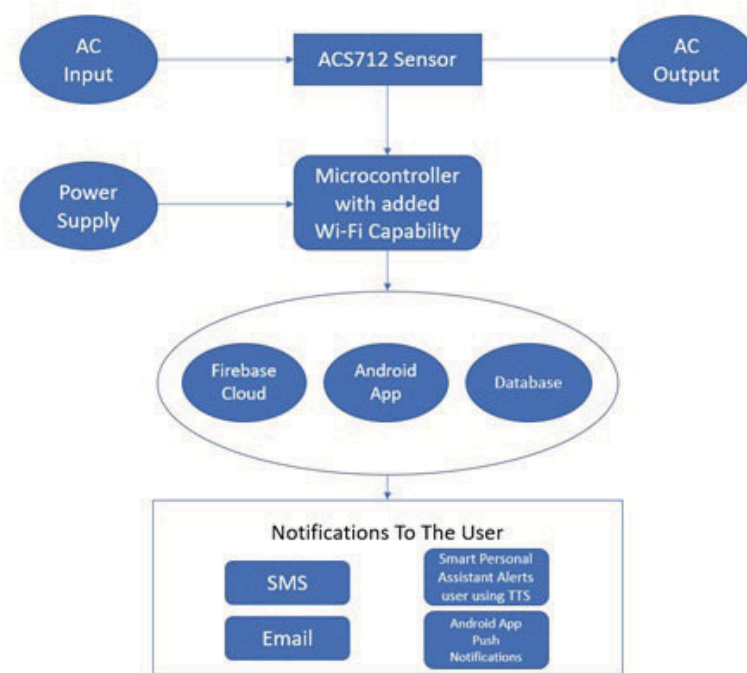 AC
Input
ACS712 Sensor
AC
Output
Power
Supply
Microcontroller
with added
Wi-Fi Capability
Firebase
Cloud
Android
App
Database
Notifications To The User
SMS
Smart Personal
Assistant Alerts
user using TTS
Email
Android App
Push
Notifications